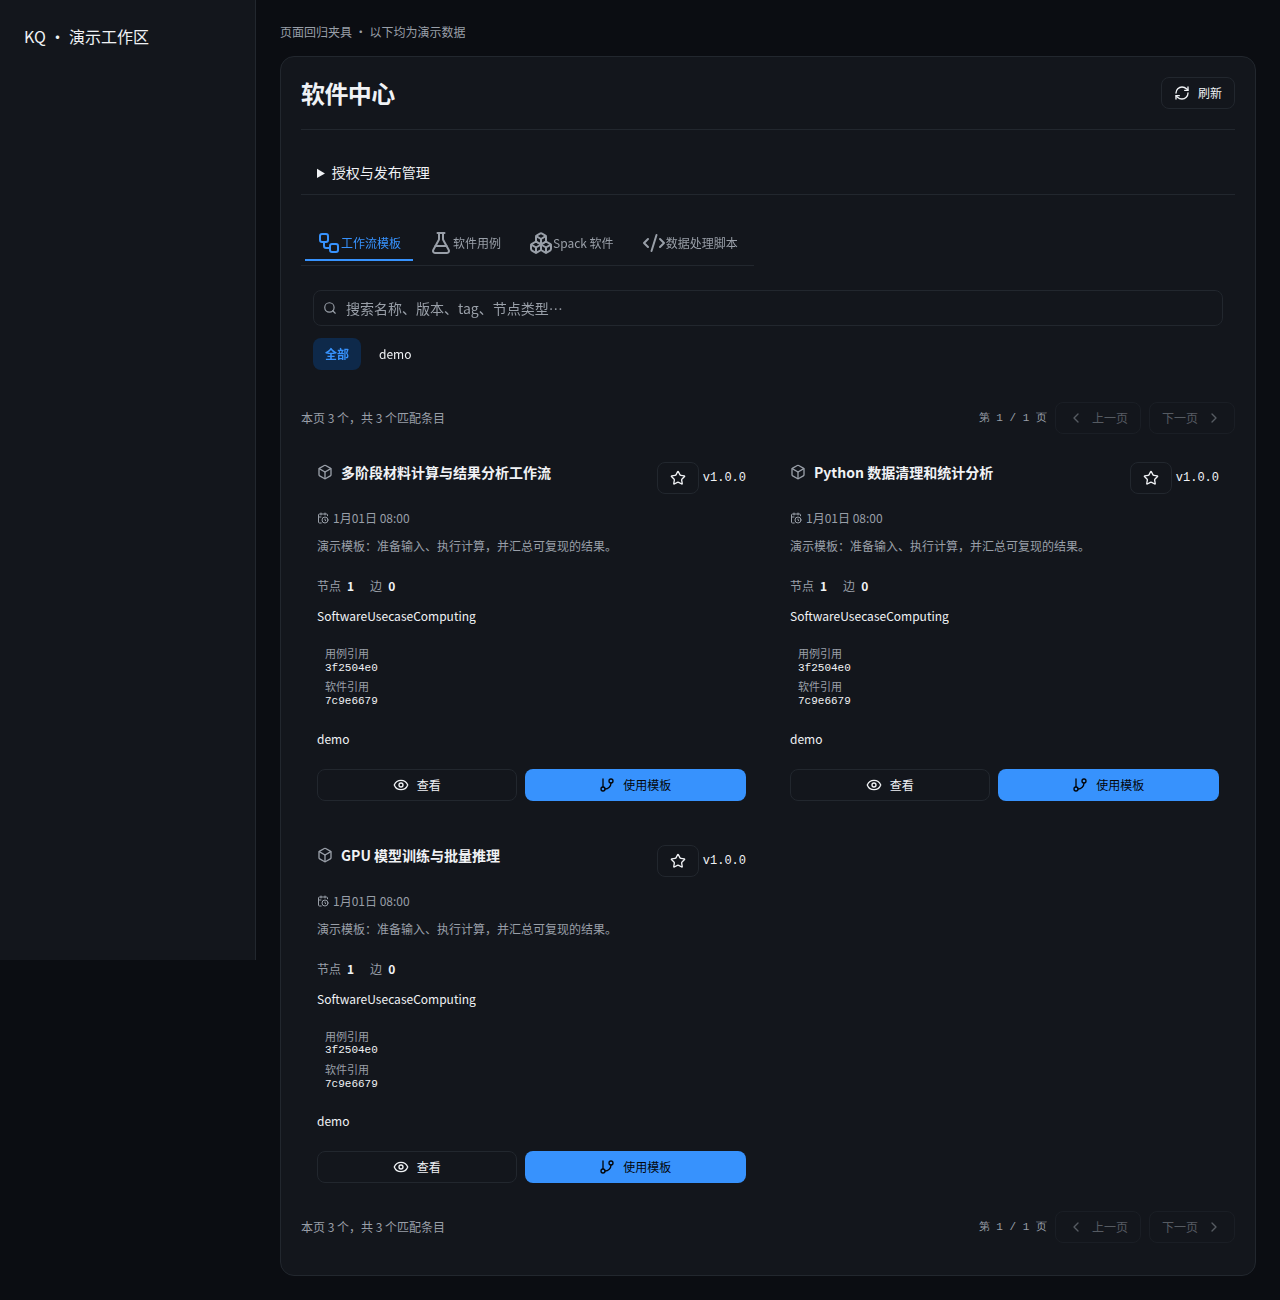 KQ · 演示工作区
页面回归夹具 · 以下均为演示数据
软件中心
刷新
授权与发布管理
工作流模板
软件用例
Spack 软件
数据处理脚本
搜索名称、版本、tag、节点类型…
全部
demo
本页 3 个，共 3 个匹配条目
第 1 / 1 页
上一页
下一页
多阶段材料计算与结果分析工作流
v1.0.0
1月01日 08:00
演示模板：准备输入、执行计算，并汇总可复现的结果。
节点 1 边 0
SoftwareUsecaseComputing
用例引用
3f2504e0
软件引用
7c9e6679
demo
查看
使用模板
Python 数据清理和统计分析
v1.0.0
1月01日 08:00
演示模板：准备输入、执行计算，并汇总可复现的结果。
节点 1 边 0
SoftwareUsecaseComputing
用例引用
3f2504e0
软件引用
7c9e6679
demo
查看
使用模板
GPU 模型训练与批量推理
v1.0.0
1月01日 08:00
演示模板：准备输入、执行计算，并汇总可复现的结果。
节点 1 边 0
SoftwareUsecaseComputing
用例引用
3f2504e0
软件引用
7c9e6679
demo
查看
使用模板
本页 3 个，共 3 个匹配条目
第 1 / 1 页
上一页
下一页